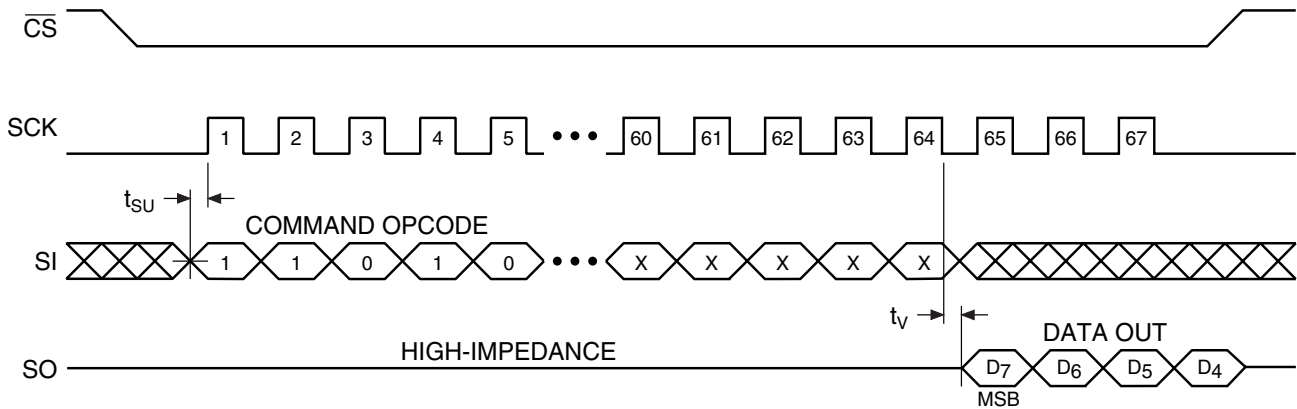 CS
SCK 1 2 3 4 5 ••• 60 61 62 63 64 65 66 67
tSU
COMMAND OPCODE
SI 1 1 0 1 0 ••• X X X X X
tV
DATA OUT
HIGH-IMPEDANCE
SO D7 D6 D5 D4
MSB